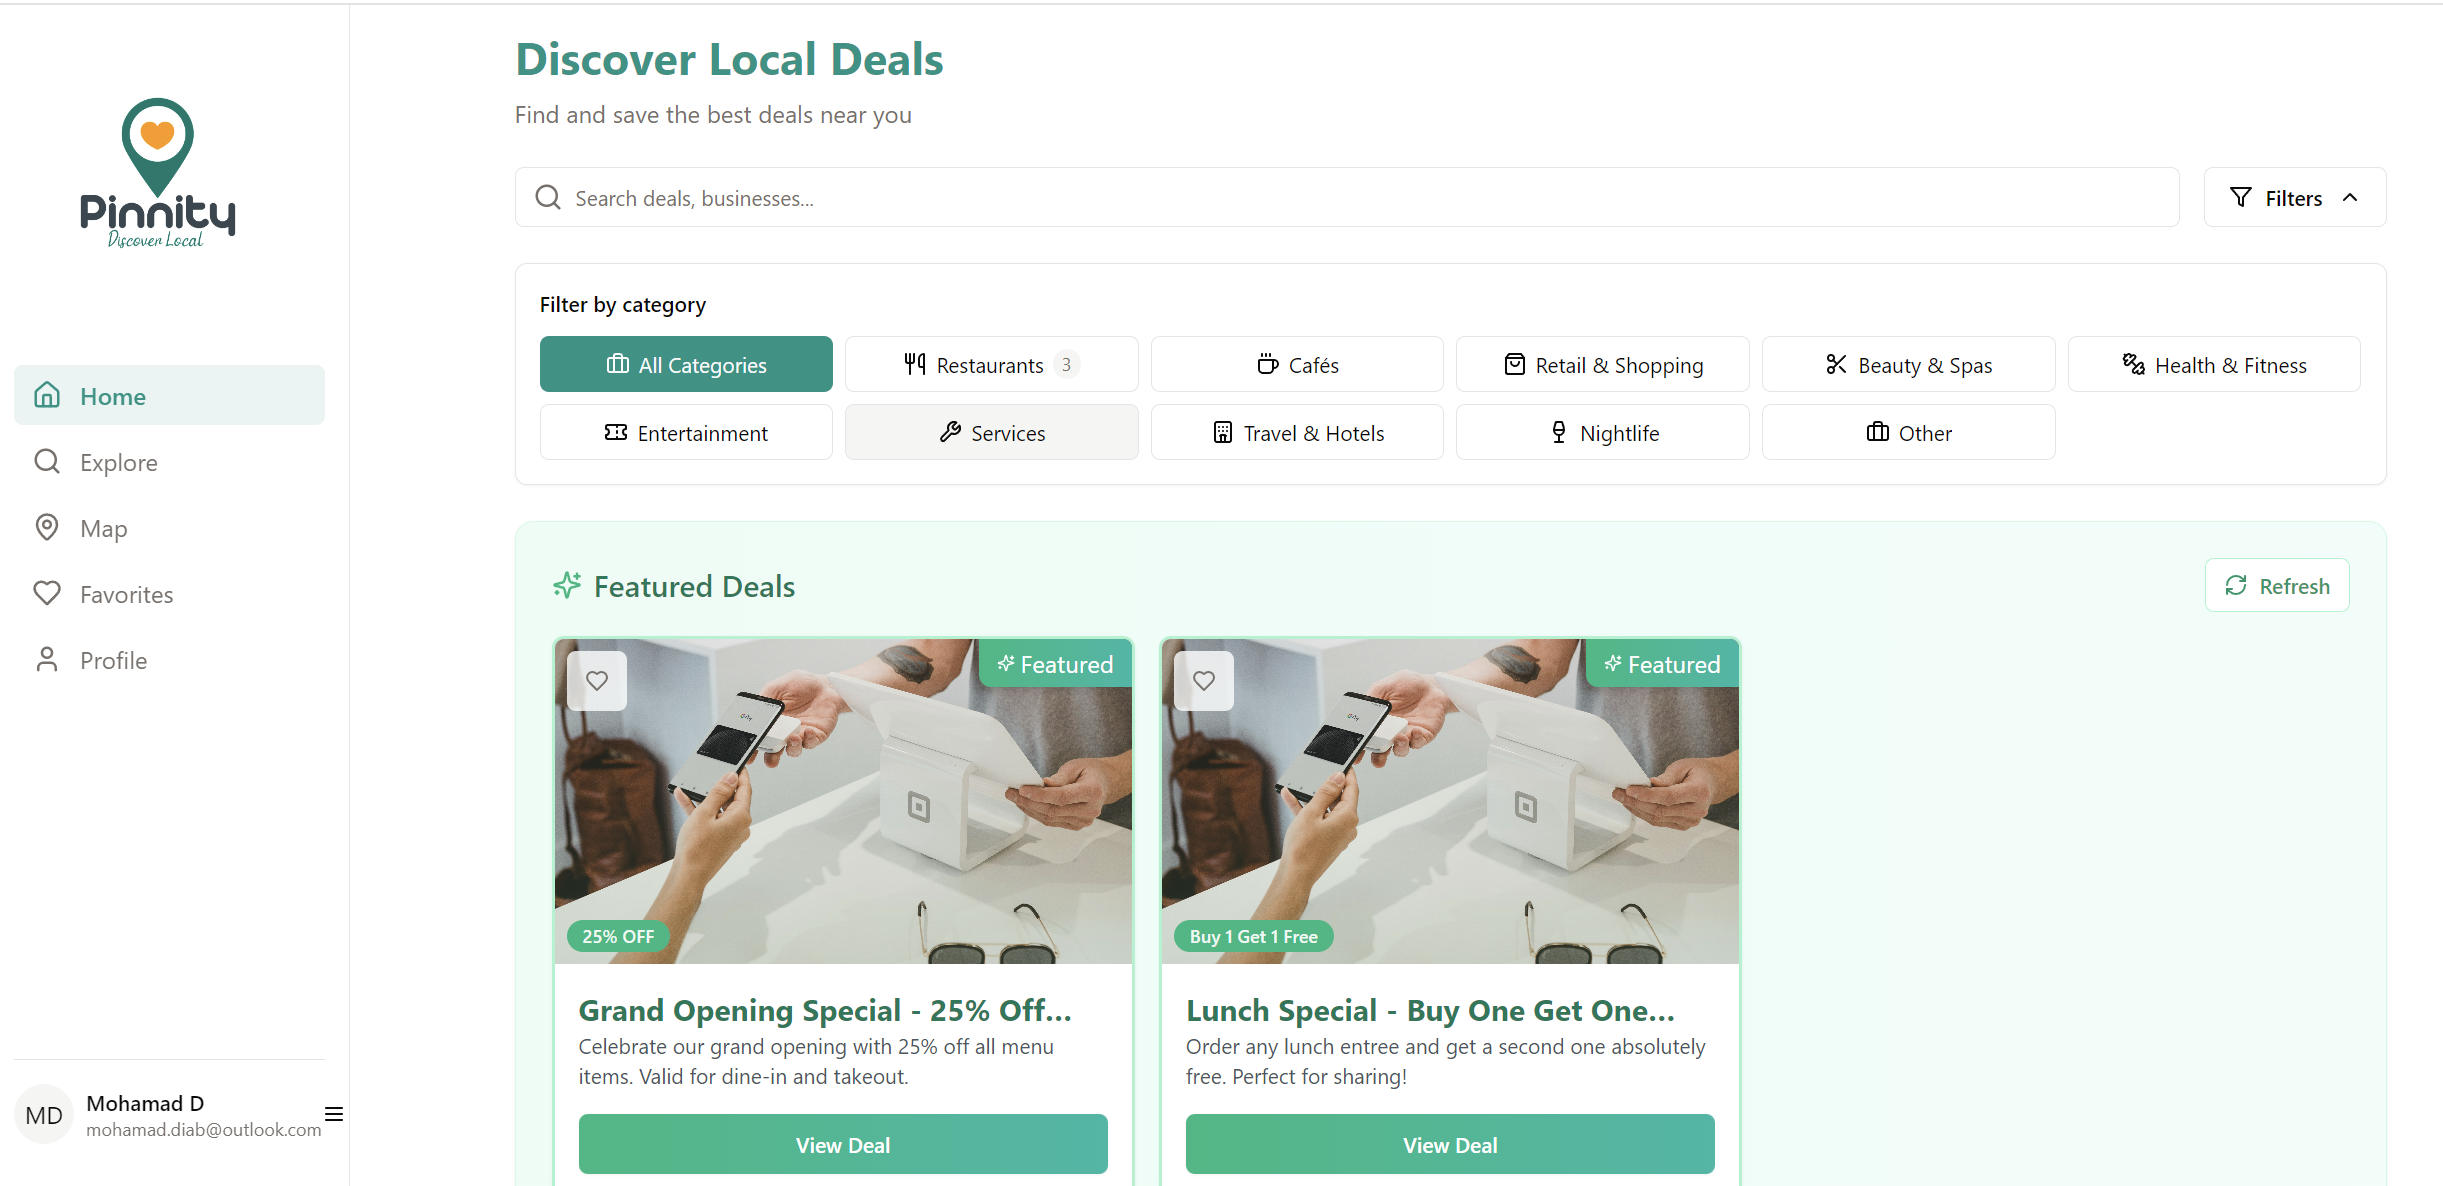 Pinnity
Discover Local
Home
Explore
Map
Favorites
Profile
MD
Mohamad D
mohamad.diab@outlook.com
Discover Local Deals
Find and save the best deals near you
Search deals, businesses...
Filters
Filter by category
All Categories
Restaurants 3
Cafés
Retail & Shopping
Beauty & Spas
Health & Fitness
Entertainment
Services
Travel & Hotels
Nightlife
Other
Featured Deals
Refresh
Featured
25% OFF
Grand Opening Special - 25% Off...
Celebrate our grand opening with 25% off all menu
items. Valid for dine-in and takeout.
View Deal
Featured
Buy 1 Get 1 Free
Lunch Special - Buy One Get One...
Order any lunch entree and get a second one absolutely
free. Perfect for sharing!
View Deal